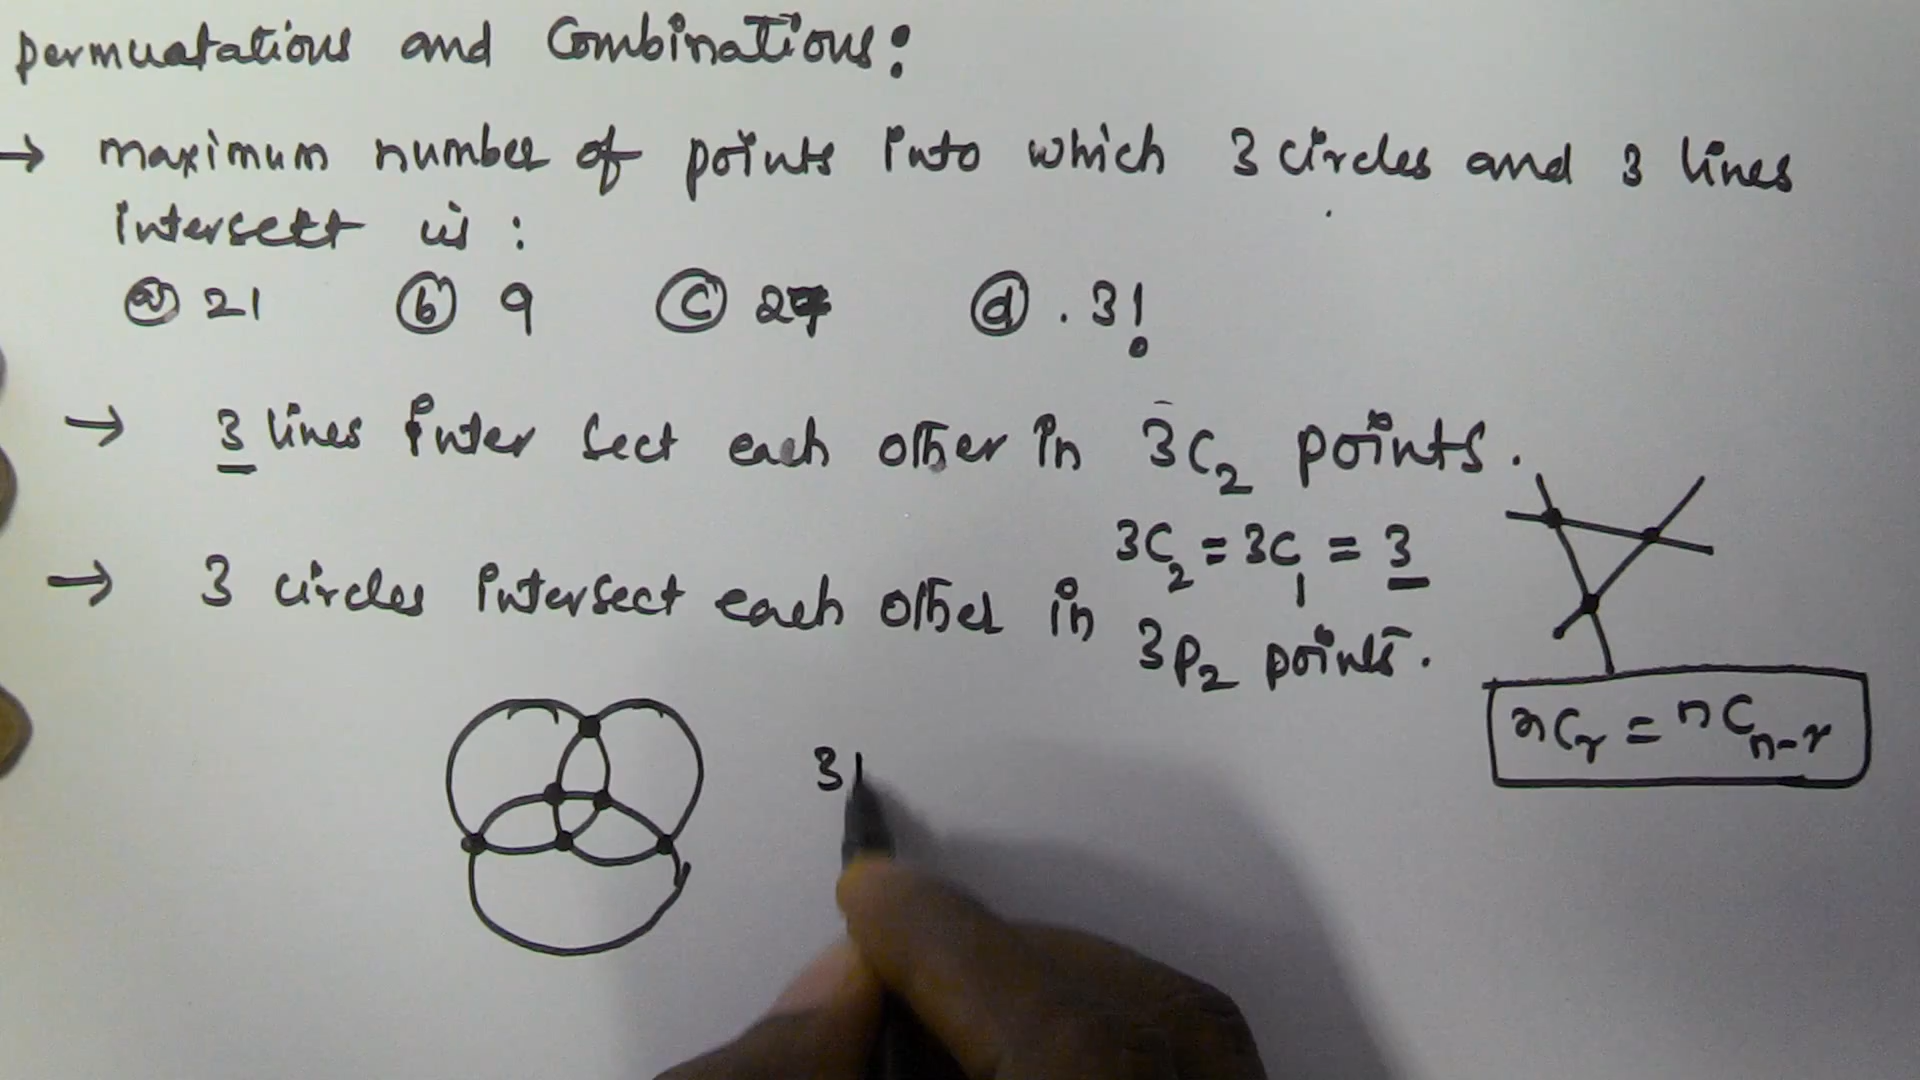 Permuatations and Combinations:
→ maximum number of points into which 3 circles and 3 lines
intersect is :
ⓐ 21 ⓑ 9 ⓒ 27 ⓓ . 3!
→ 3 lines inter sect each other in 3C₂ points.
3C₂ = 3C₁ = 3
→ 3 circles intersect each other in
3P₂ points.
nCᵣ = nCₙ₋ᵣ
3